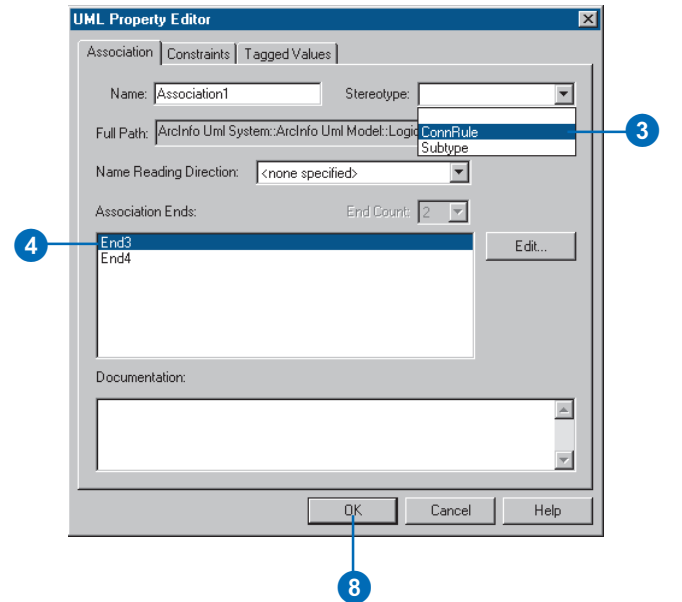 UML Property Editor
Association Constraints Tagged Values
Name: Association1 Stereotype:
ConnRule 3
Subtype
Full Path: ArcInfo Uml System::ArcInfo Uml Model::Logic
Name Reading Direction: <none specified>
Association Ends: End Count: 2
4 End3 Edit...
End4
Documentation:
OK Cancel Help
8